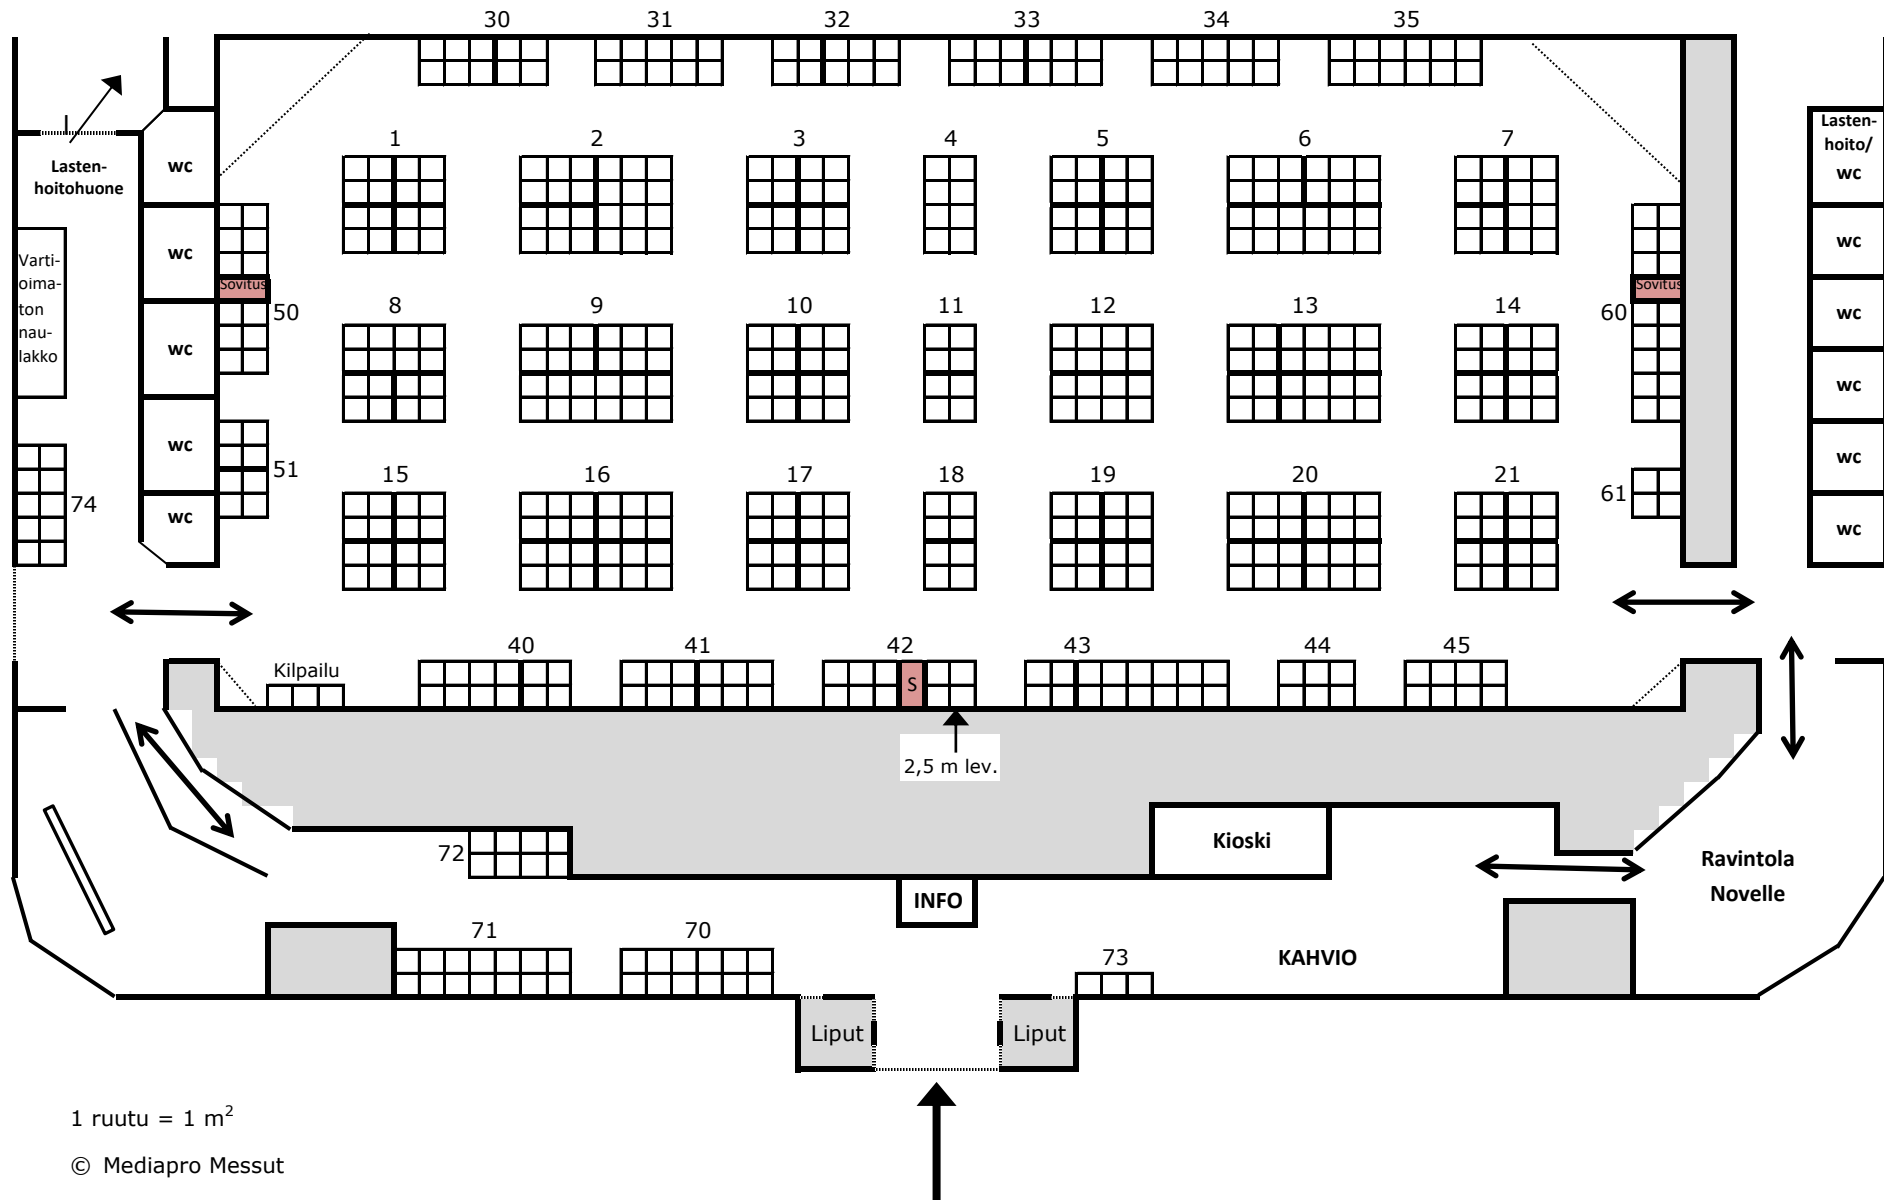 30 31 32 33 34 35
1 2 3 4 5 6 7
Lasten-
hoitohuone
wc
Lasten-
hoito/
wc
Varti-
oima-
ton
nau-
lakko
wc
wc
wc
wc
Sovitus
50
51
74
Sovitus
60
61
wc
wc
wc
wc
wc
8 9 10 11 12 13 14
15 16 17 18 19 20 21
Kilpailu
40 41 42 43 44 45
S
2,5 m lev.
72
Kioski
Ravintola
Novelle
INFO
71 70 73
KAHVIO
Liput Liput
1 ruutu = 1 m²
© Mediapro Messut